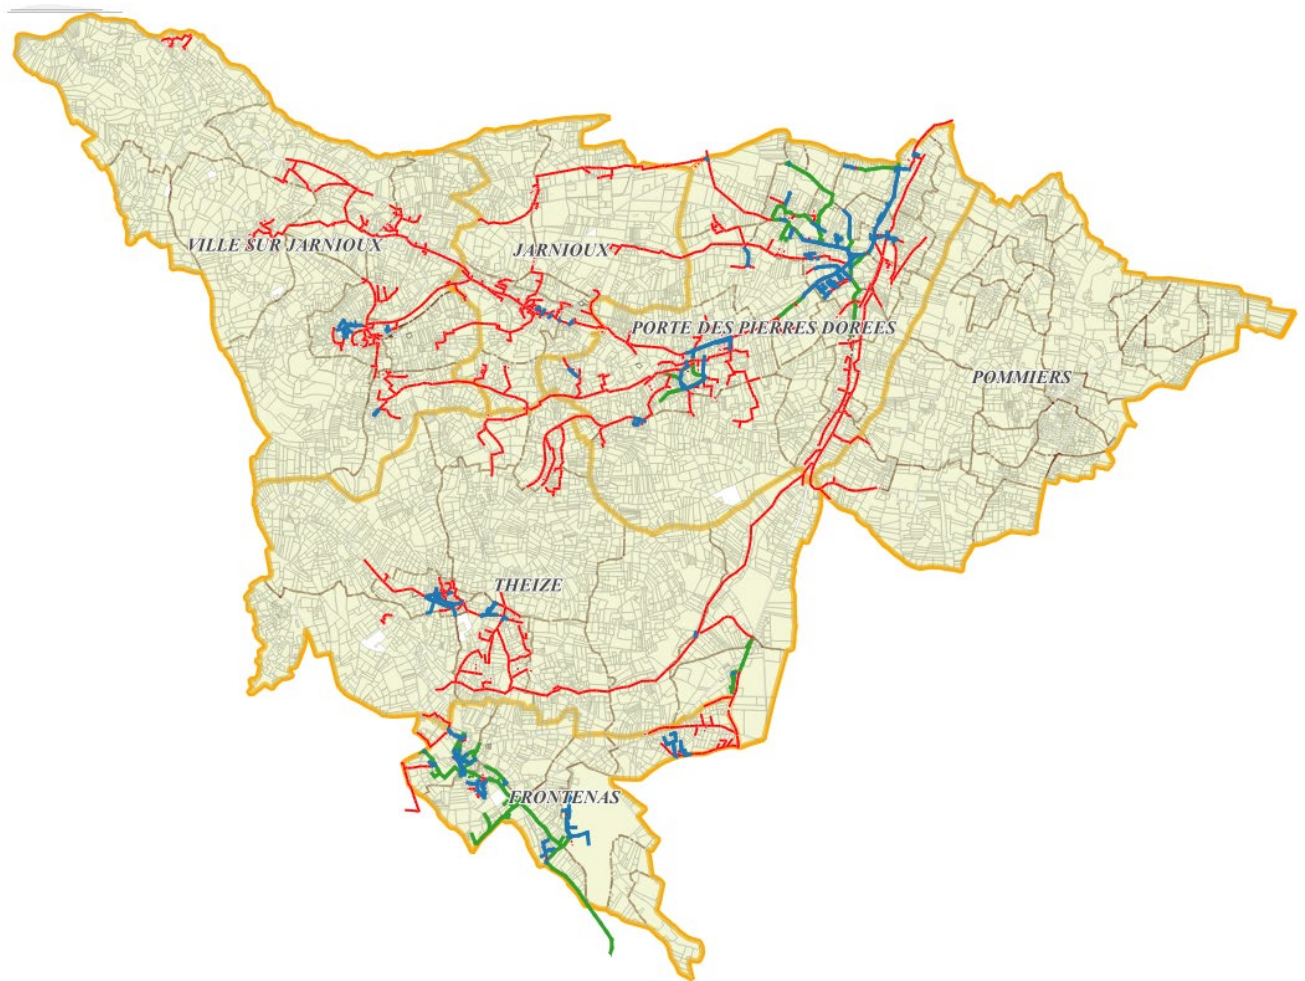 VILLE SUR JARNIOUX
JARNIOUX
PORTE DES PIERRES DOREES
POMMIERS
THEIZE
FRONTENAS